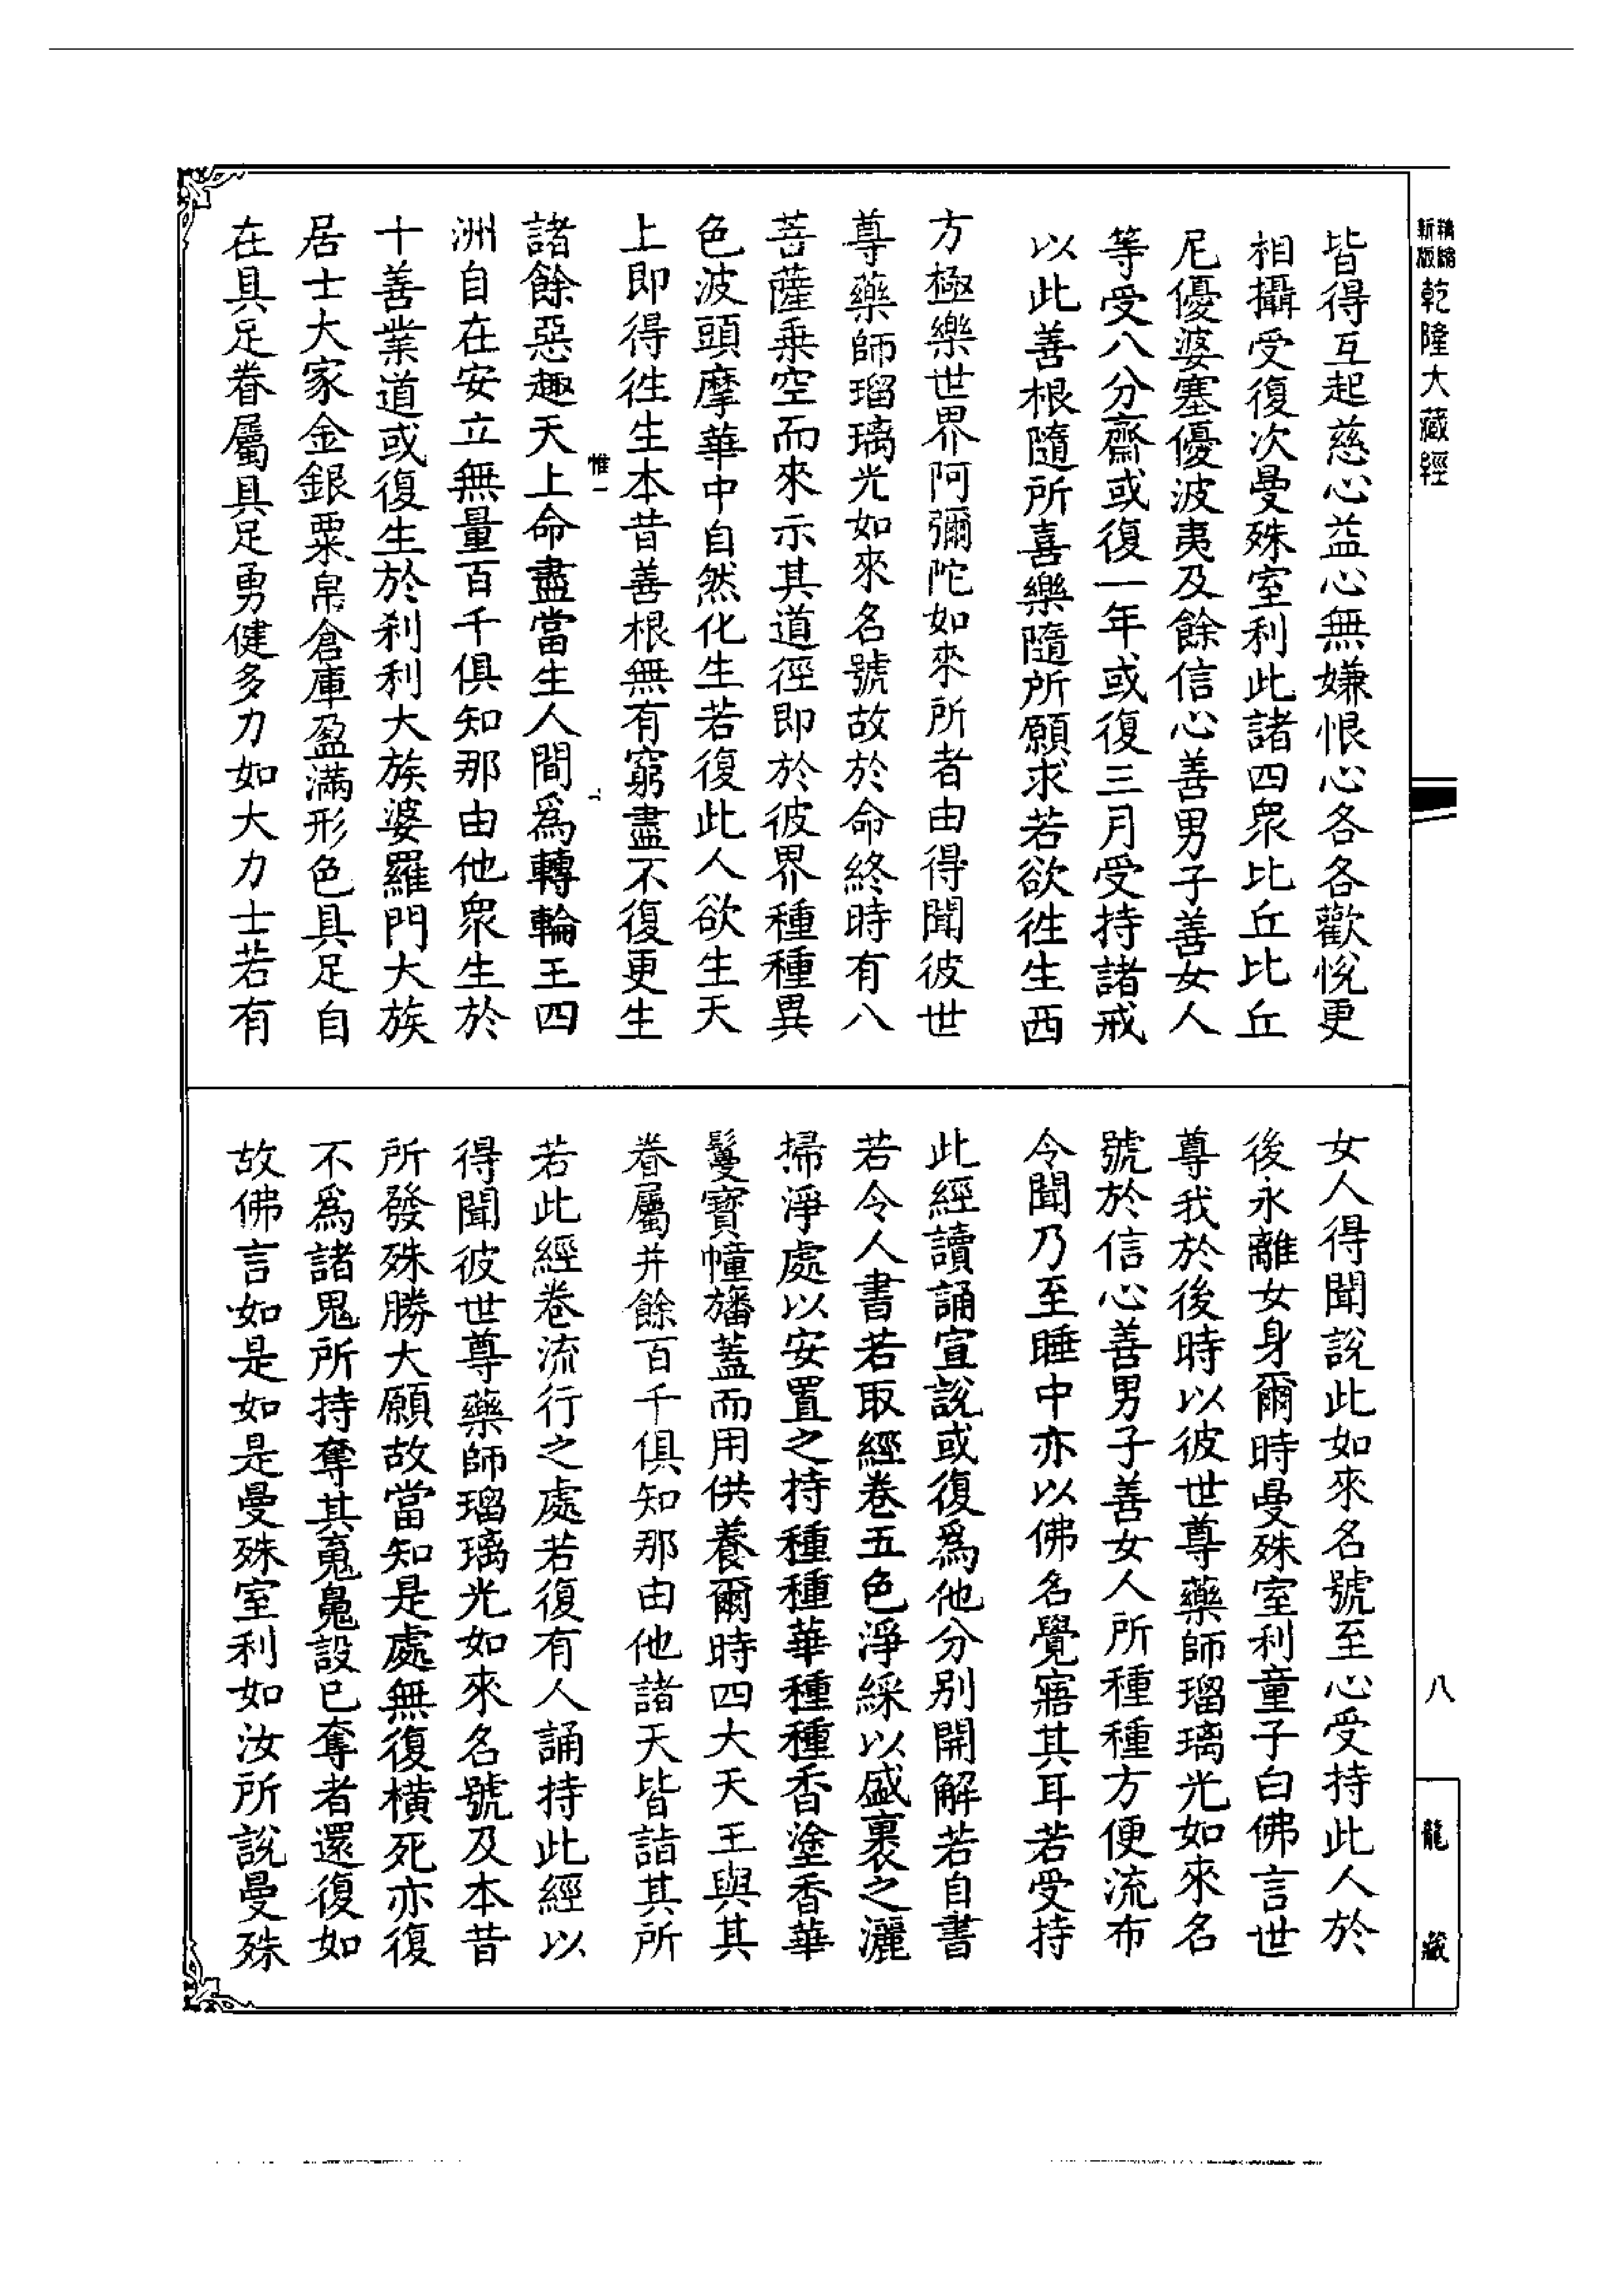 新版精縮乾隆大藏經
皆得互起慈心益心無嫌恨心各各歡悅更
相攝受復次曼殊室利此諸四眾比丘比丘
尼優婆塞優波夷及餘信心善男子善女人
等受八分齋或復一年或復三月受持諸戒
以此善根隨所喜樂隨所願求若欲徃生西
方極樂世界阿彌陀如來所者由得聞彼世
尊藥師瑠璃光如來名號故於命終時有八
菩薩乘空而來示其道徑即於彼界種種異
色波頭摩華中自然化生若復此人欲生天
上即得徃生本昔善根無有窮盡不復更生
惟一
諸餘惡趣天上命盡當生人間爲轉輪王四
洲自在安立無量百千俱知那由他眾生於
十善業道或復生於剎利大族婆羅門大族
居士大家金銀粟帛倉庫盈滿形色具足自
在具足眷屬具足勇健多力如大力士若有
女人得聞說此如來名號至心受持此人於
後永離女身爾時曼殊室利童子白佛言世
尊我於後時以彼世尊藥師瑠璃光如來名
號於信心善男子善女人所種種方便流布
令聞乃至睡中亦以佛名覺寤其耳若受持
此經讀誦宣說或復爲他分別開解若自書
若令人書若取經卷五色淨綵以盛裹之灑
掃淨處以安置之持種種華種種香塗香華
鬘寶幢旛蓋而用供養爾時四大天王與其
眷屬并餘百千俱知那由他諸天皆詣其所
若此經卷流行之處若復有人誦持此經以
得聞彼世尊藥師瑠璃光如來名號及本昔
所發殊勝大願故當知是處無復橫死亦復
不爲諸鬼所持奪其魂魄設已奪者還復如
故佛言如是如是曼殊室利如汝所說曼殊
八
龍藏